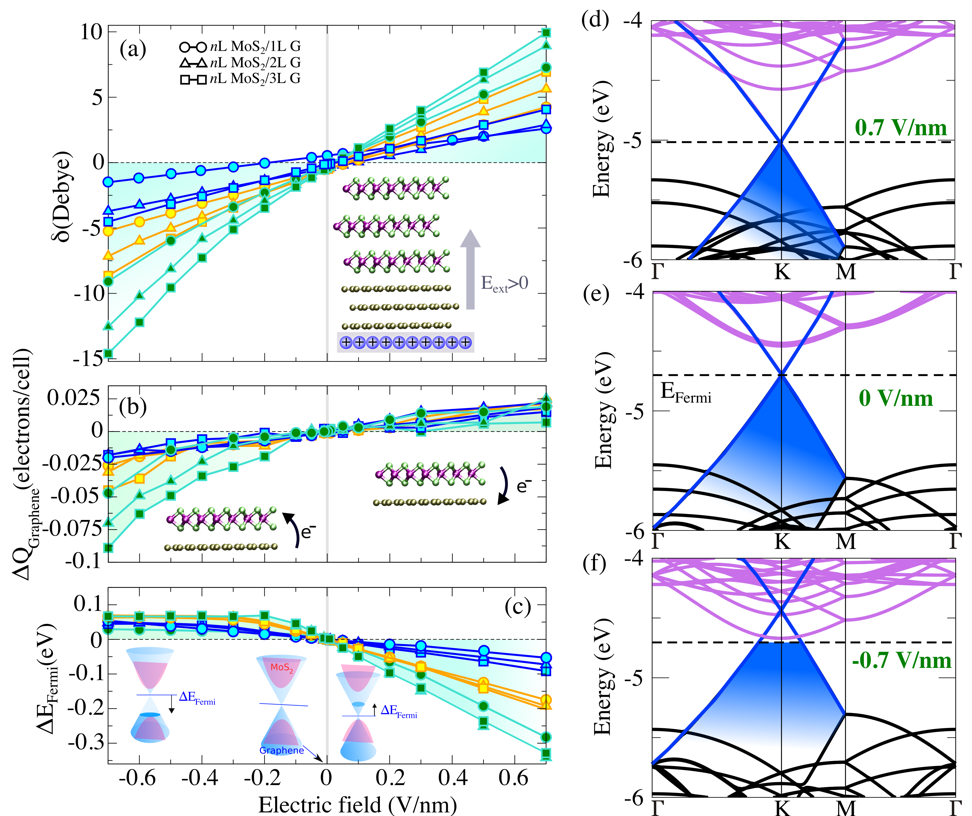 (a)
nL MoS2/1L G
nL MoS2/2L G
nL MoS2/3L G
δ(Debye)
10
5
0
-5
-10
-15
Eext>0
+ + + + + + + + + +
(b)
ΔQGraphene(electrons/cell)
0.025
0
-0.025
-0.05
-0.075
-0.1
e-
e-
(c)
ΔEFermi(eV)
0.1
0
-0.1
-0.2
-0.3
ΔEFermi
MoS2
Graphene
ΔEFermi
-0.6 -0.4 -0.2 0 0.2 0.4 0.6
Electric field (V/nm)
(d)
Energy (eV)
-4
-5
-6
0.7 V/nm
Γ K M Γ
(e)
Energy (eV)
-4
-5
-6
EFermi
0 V/nm
Γ K M Γ
(f)
Energy (eV)
-4
-5
-6
-0.7 V/nm
Γ K M Γ